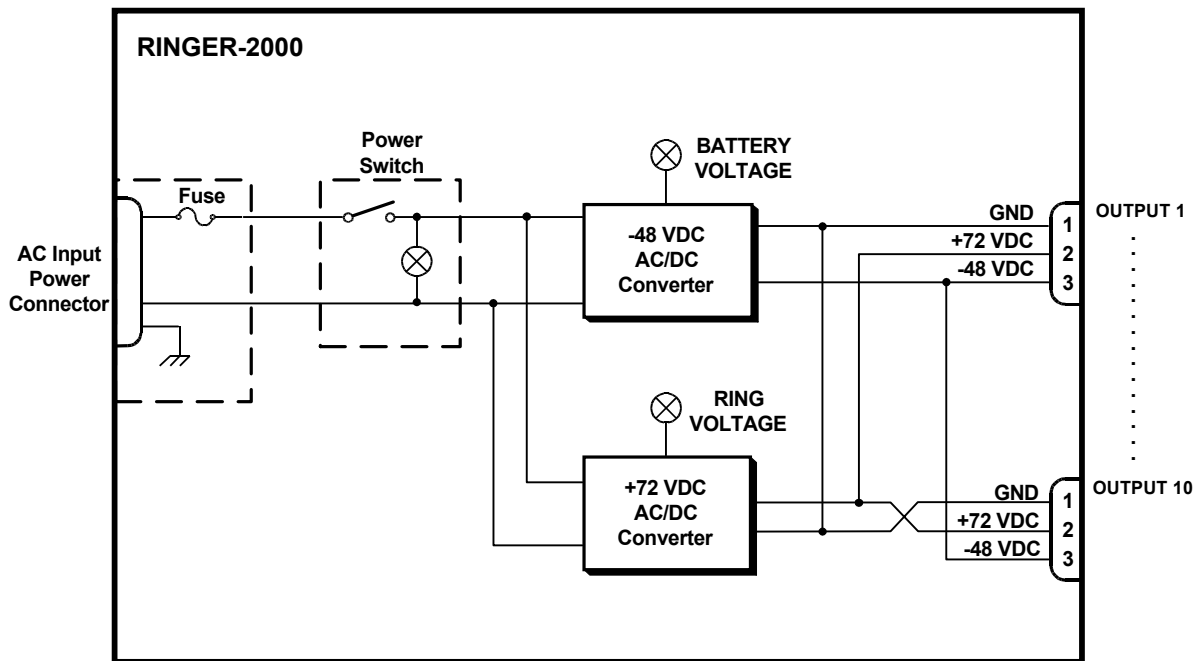 RINGER-2000
Power
Switch
Fuse
AC Input
Power
Connector
BATTERY
VOLTAGE
-48 VDC
AC/DC
Converter
GND
+72 VDC
-48 VDC
1
2
3
OUTPUT 1
RING
VOLTAGE
+72 VDC
AC/DC
Converter
GND
+72 VDC
-48 VDC
1
2
3
OUTPUT 10